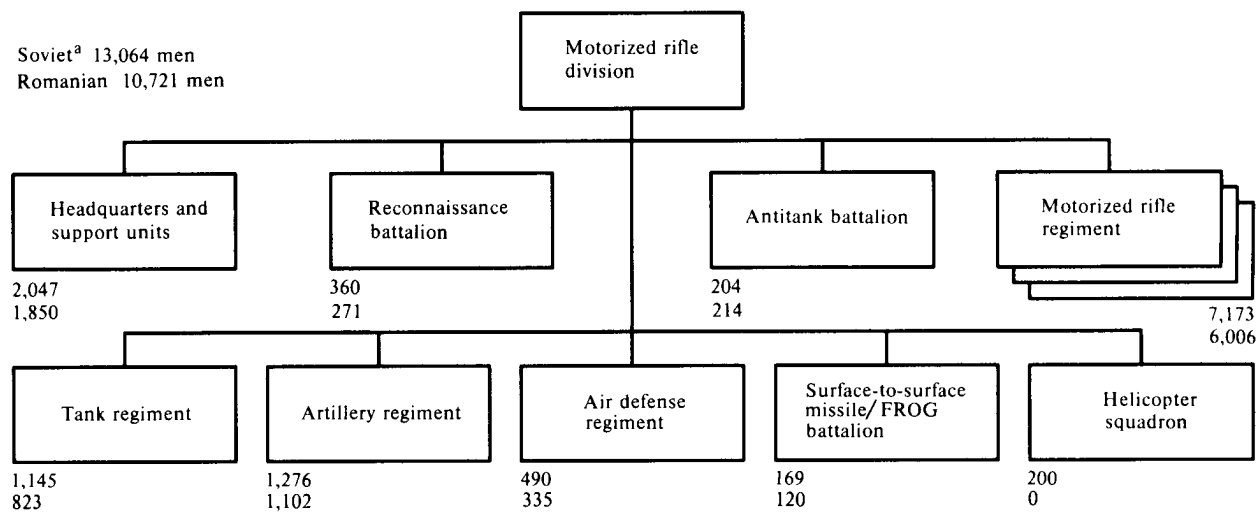 Soviet^a 13,064 men
Romanian 10,721 men
Motorized rifle
division
Headquarters and
support units
2,047
1,850
Reconnaissance
battalion
360
271
Antitank battalion
204
214
Motorized rifle
regiment
7,173
6,006
Tank regiment
1,145
823
Artillery regiment
1,276
1,102
Air defense
regiment
490
335
Surface-to-surface
missile/FROG
battalion
169
120
Helicopter
squadron
200
0